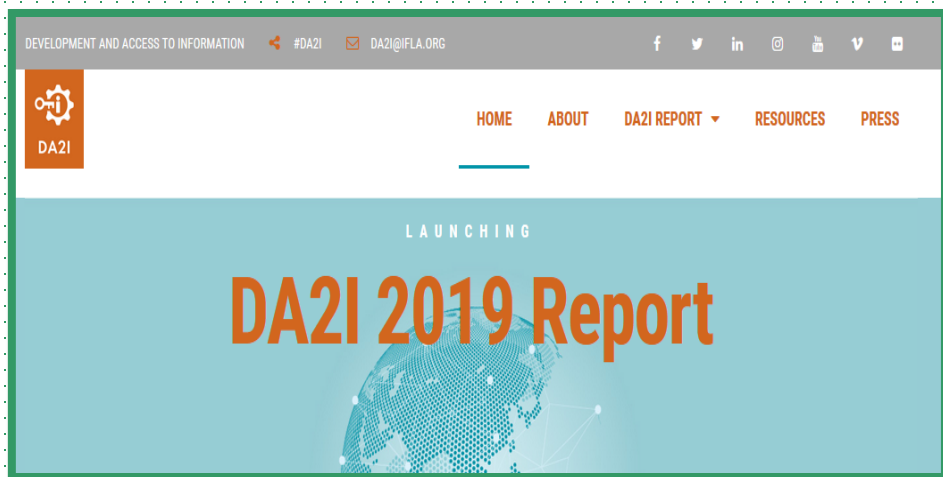 DEVELOPMENT AND ACCESS TO INFORMATION #DA2I DA2I@IFLA.ORG
DA2I
HOME ABOUT DA2I REPORT RESOURCES PRESS
LAUNCHING
DA2I 2019 Report